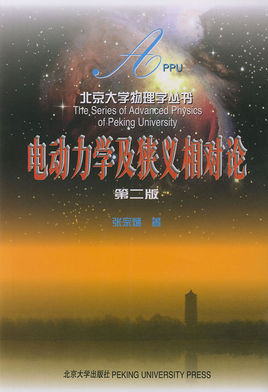 A PPU
北京大学物理学丛书
The Series of Advanced Physics
of Peking University
电动力学及狭义相对论
第二版
张宗燧 著
北京大学出版社 PEKING UNIVERSITY PRESS